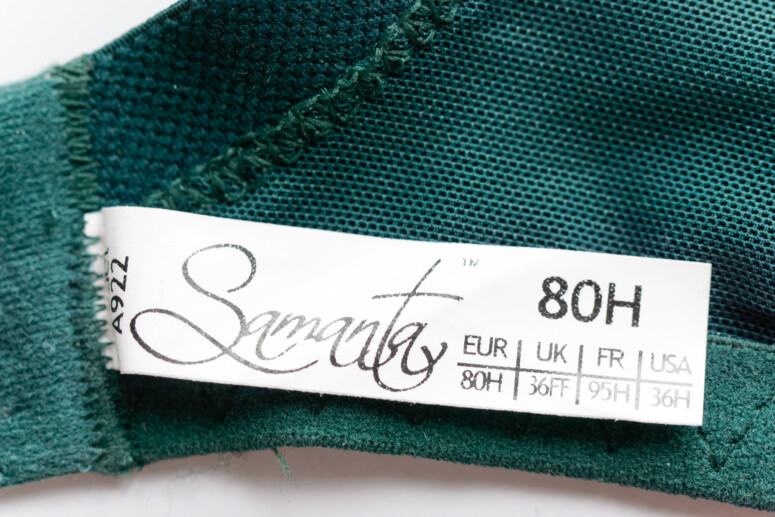 A922
Samanta
TM
80H
EUR UK FR USA
80H 36FF 95H 36H